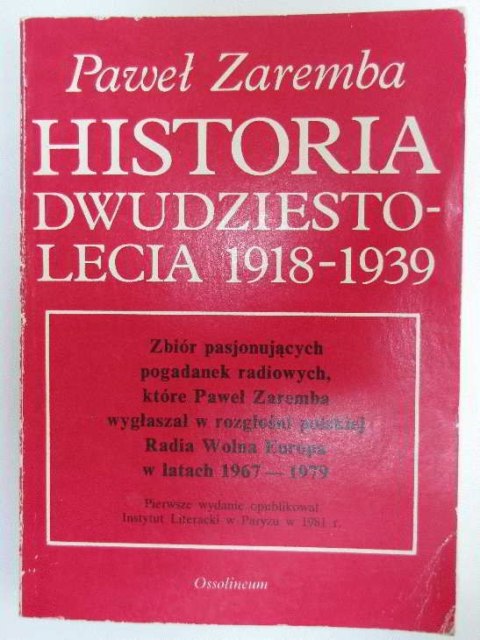 Paweł Zaremba
HISTORIA
DWUDZIESTO-
LECIA 1918-1939
Zbiór pasjonujących
pogadanek radiowych,
które Paweł Zaremba
wygłaszał w rozgłośni polskiej
Radia Wolna Europa
w latach 1967 — 1979
Pierwsze wydanie opublikował
Instytut Literacki w Paryżu w 1981 r.
Ossolineum